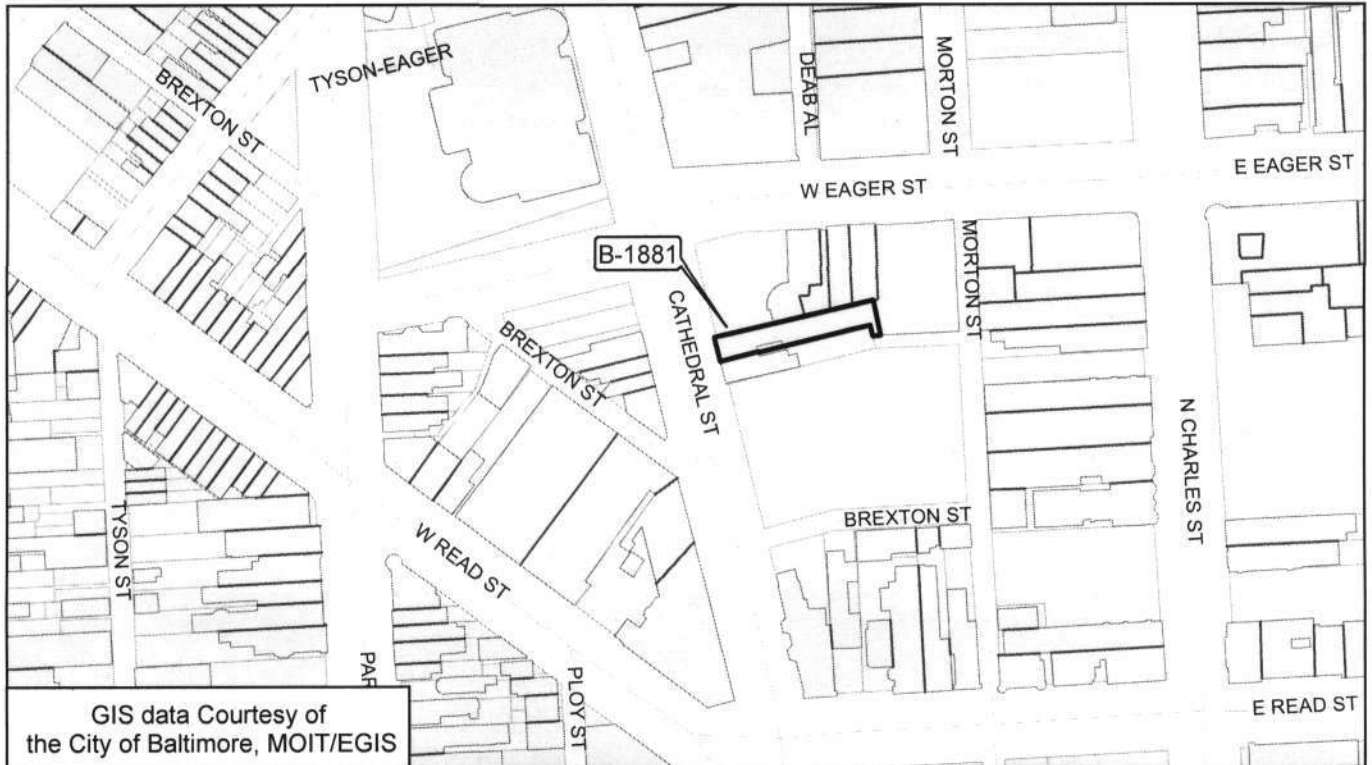 BREXTON ST
TYSON-EAGER
DEAB AL
MORTON ST
W EAGER ST
E EAGER ST
B-1881
CATHEDRAL ST
MORTON ST
BREXTON ST
N CHARLES ST
TYSON ST
W READ ST
BREXTON ST
PAR
PLOY ST
E READ ST
GIS data Courtesy of
the City of Baltimore, MOIT/EGIS